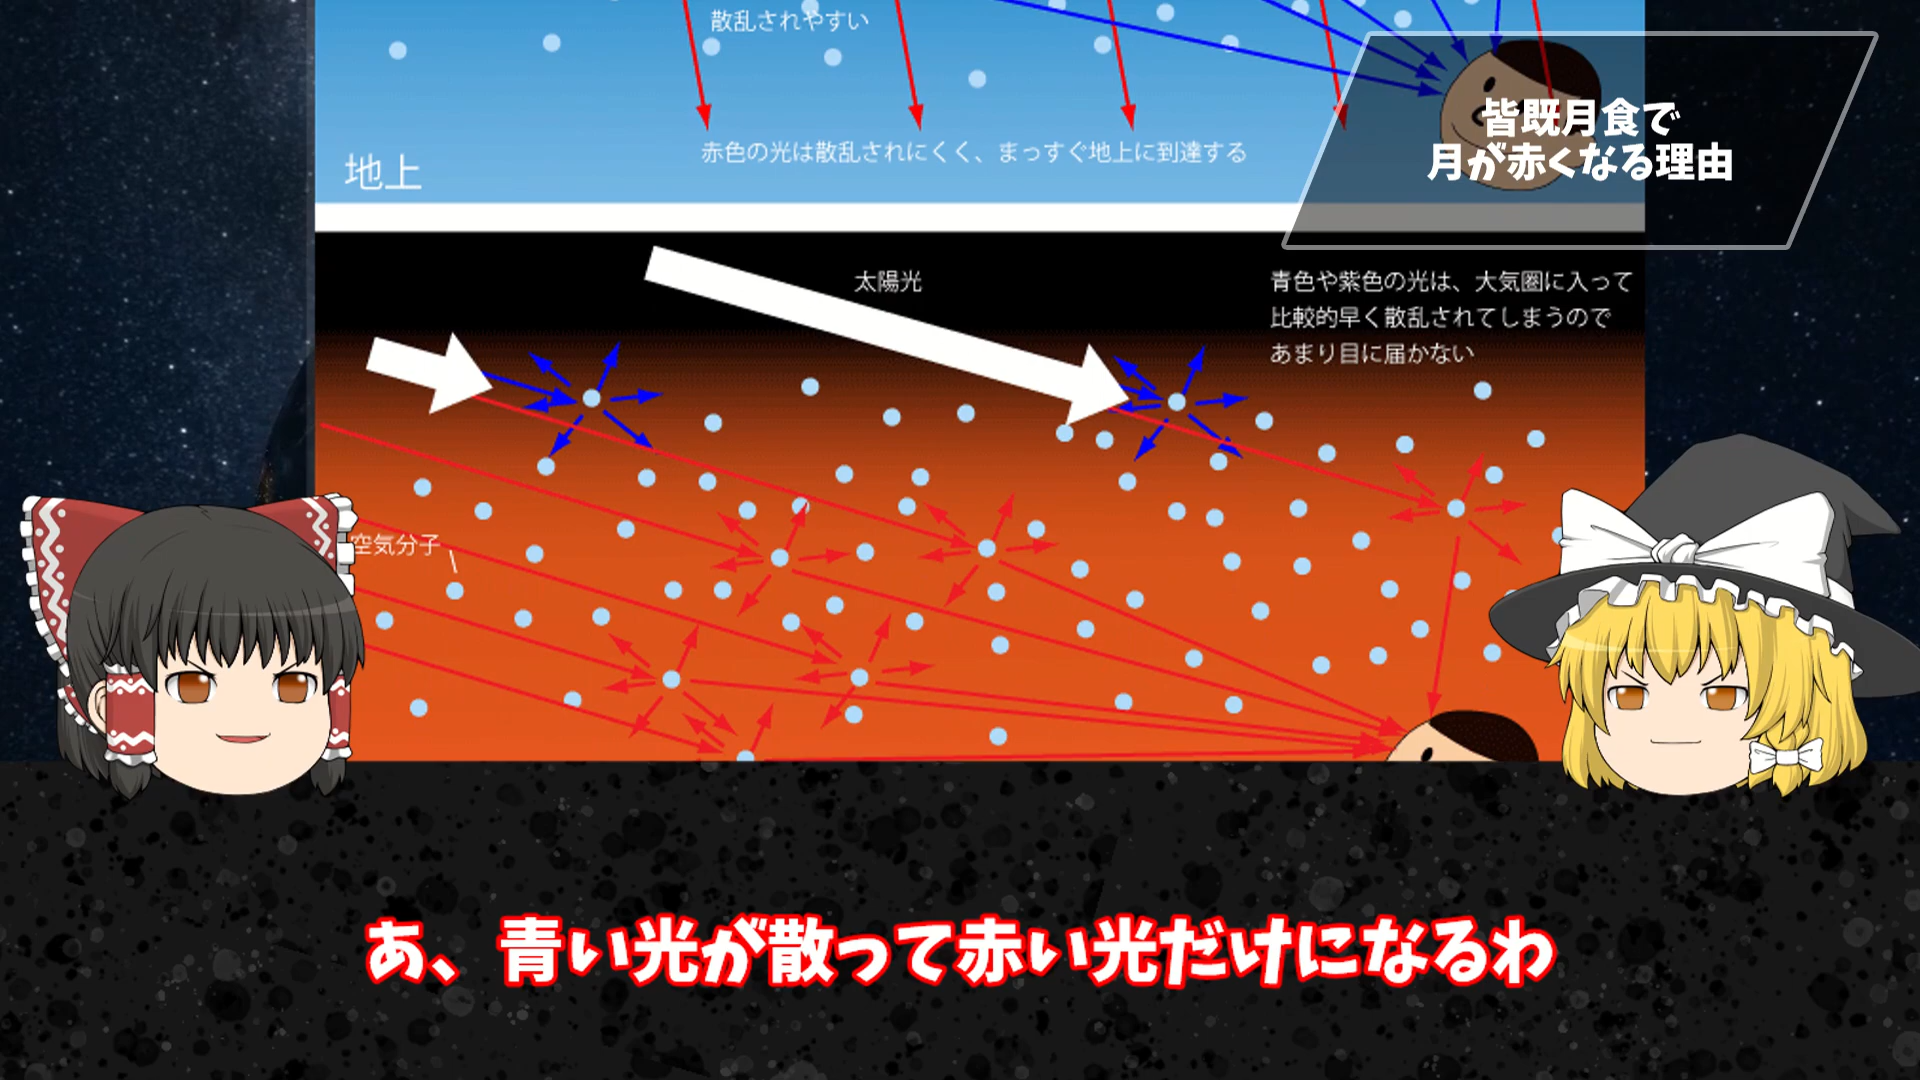 散乱されやすい
赤色の光は散乱されにくく、まっすぐ地上に到達する
地上
皆既月食で
月が赤くなる理由
太陽光
青色や紫色の光は、大気圏に入って
比較的早く散乱されてしまうので
あまり目に届かない
空気分子
あ、青い光が散って赤い光だけになるわ